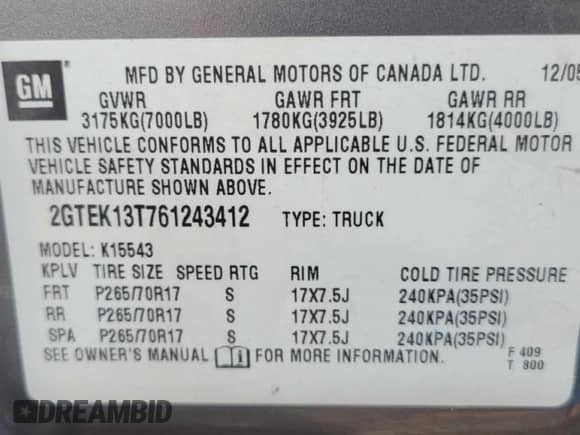 GM ® MFD BY GENERAL MOTORS OF CANADA LTD. 12/05
GVWR GAWR FRT GAWR RR
3175KG(7000LB) 1780KG(3925LB) 1814KG(4000LB)
THIS VEHICLE CONFORMS TO ALL APPLICABLE U.S. FEDERAL MOTOR
VEHICLE SAFETY STANDARDS IN EFFECT ON THE DATE OF
MANUFACTURE SHOWN ABOVE.
2GTEK13T761243412 TYPE: TRUCK
MODEL: K15543
KPLV TIRE SIZE SPEED RTG RIM COLD TIRE PRESSURE
FRT P265/70R17 S 17X7.5J 240KPA(35PSI)
RR P265/70R17 S 17X7.5J 240KPA(35PSI)
SPA P265/70R17 S 17X7.5J 240KPA(35PSI)
SEE OWNER'S MANUAL FOR MORE INFORMATION. F 409
T 800
DREAMBID